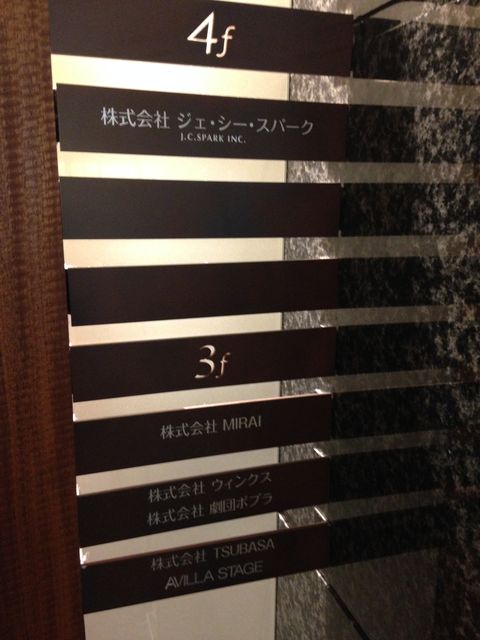 4f
株式会社 ジェ・シー・スパーク
J.C.SPARK INC.
3f
株式会社 MIRAI
株式会社 ウィンクス
株式会社 劇団ポプラ
株式会社 TSUBASA
AVILLA STAGE